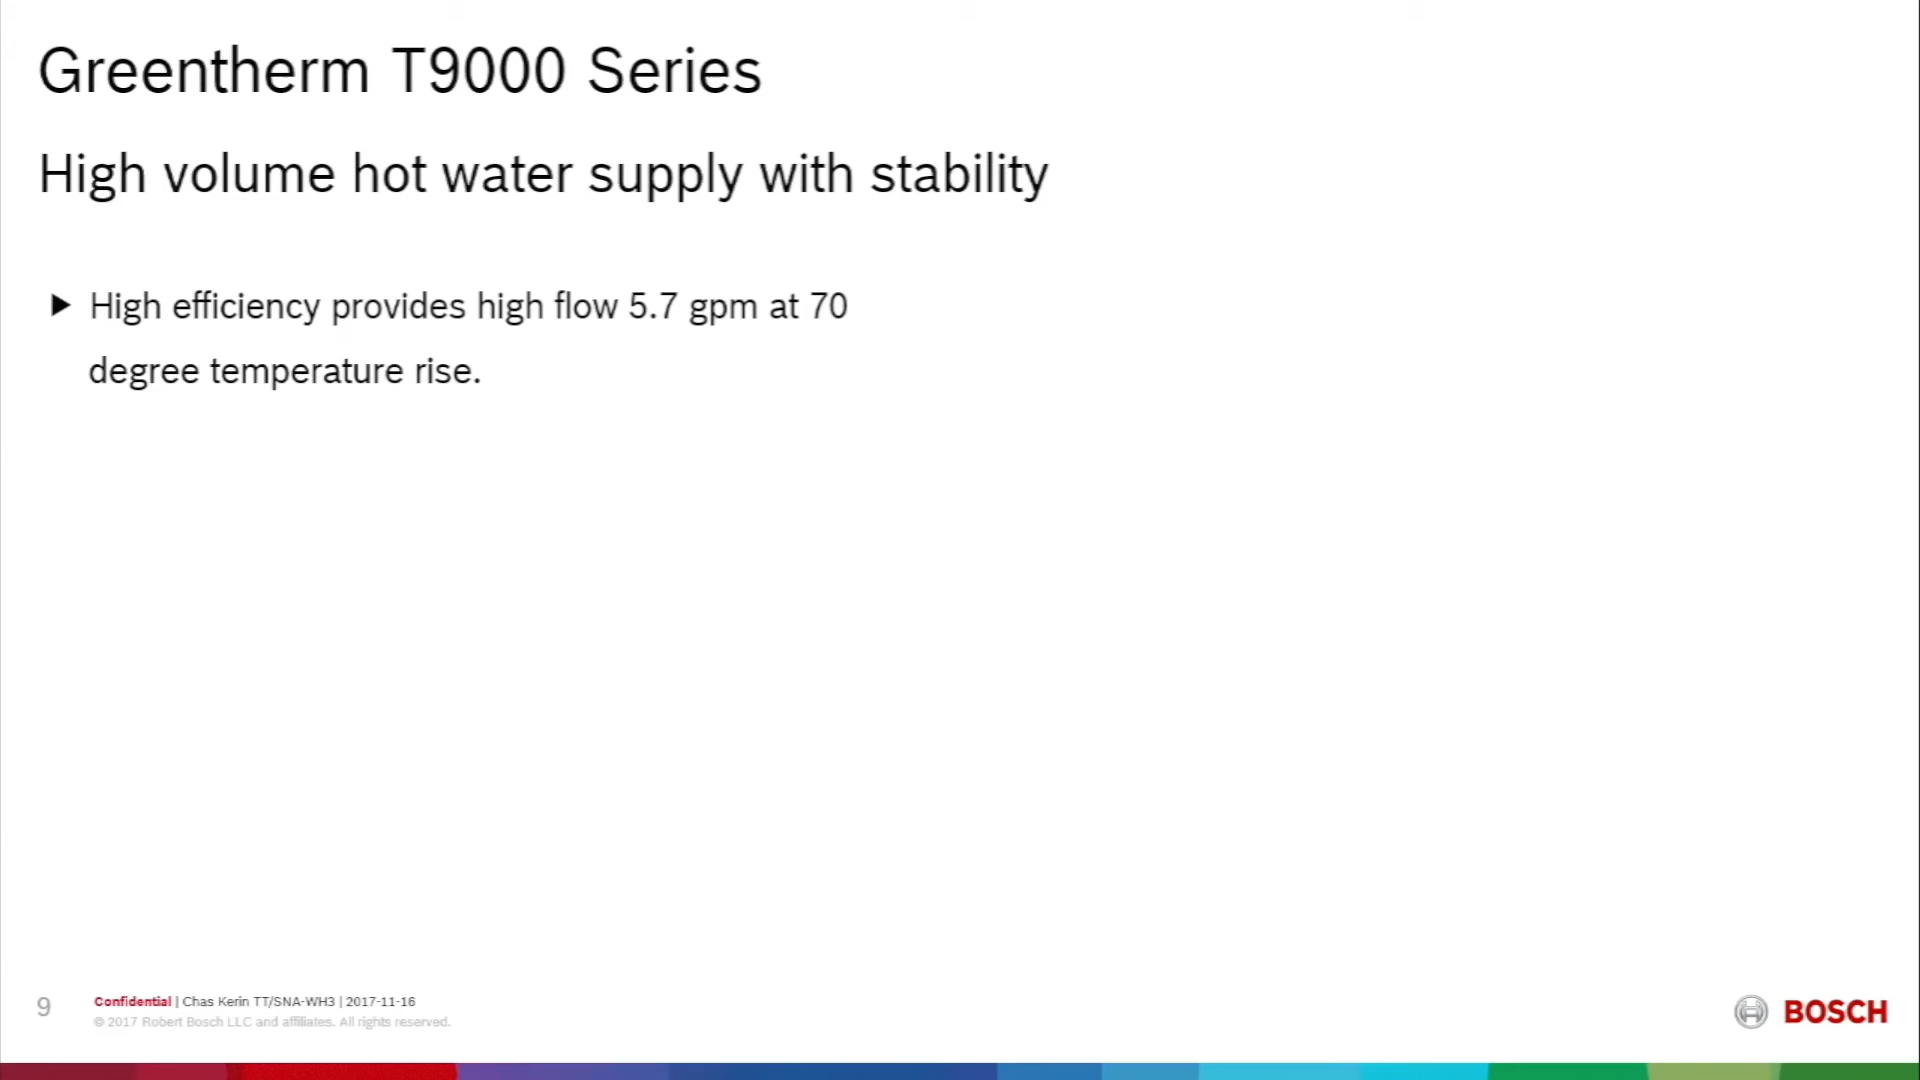 Greentherm T9000 Series
High volume hot water supply with stability
▶ High efficiency provides high flow 5.7 gpm at 70
degree temperature rise.
9
Confidential | Chas Kerin TT/SNA-WH3 | 2017-11-16
© 2017 Robert Bosch LLC and affiliates. All rights reserved.
BOSCH